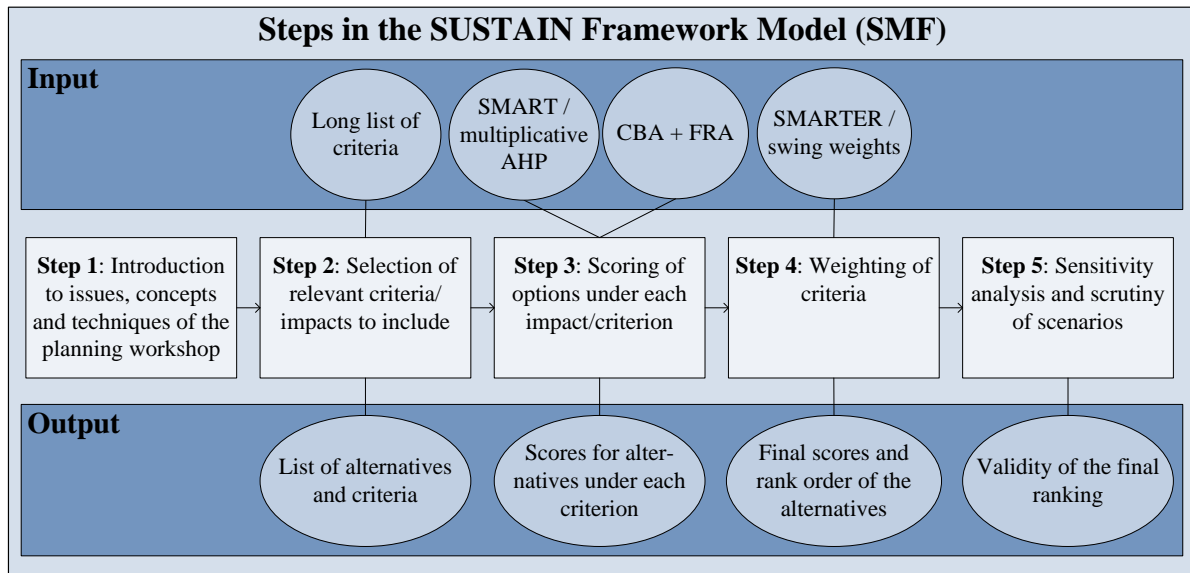 Steps in the SUSTAIN Framework Model (SMF)
Input
Long list of
criteria
SMART /
multiplicative
AHP
CBA + FRA
SMARTER /
swing weights
Step 1: Introduction
to issues, concepts
and techniques of the
planning workshop
Step 2: Selection of
relevant criteria/
impacts to include
Step 3: Scoring of
options under each
impact/criterion
Step 4: Weighting of
criteria
Step 5: Sensitivity
analysis and scrutiny
of scenarios
Output
List of alternatives
and criteria
Scores for alter-
natives under each
criterion
Final scores and
rank order of the
alternatives
Validity of the final
ranking